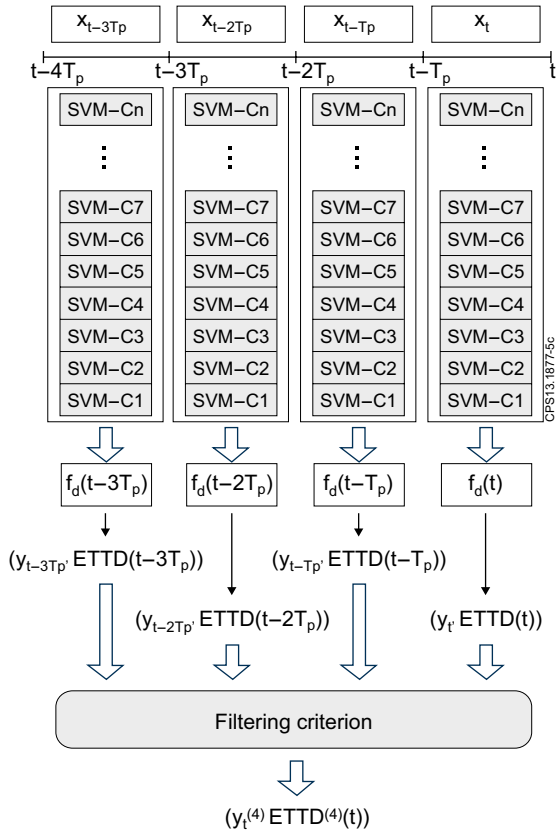 x_{t−3Tp} x_{t−2Tp} x_{t−Tp} x_t
t−4T_p t−3T_p t−2T_p t−T_p t
SVM−Cn SVM−Cn SVM−Cn SVM−Cn
⋮ ⋮ ⋮ ⋮
SVM−C7 SVM−C7 SVM−C7 SVM−C7
SVM−C6 SVM−C6 SVM−C6 SVM−C6
SVM−C5 SVM−C5 SVM−C5 SVM−C5
SVM−C4 SVM−C4 SVM−C4 SVM−C4
SVM−C3 SVM−C3 SVM−C3 SVM−C3
SVM−C2 SVM−C2 SVM−C2 SVM−C2
SVM−C1 SVM−C1 SVM−C1 SVM−C1
CPS13.1877-5c
f_d(t−3T_p) f_d(t−2T_p) f_d(t−T_p) f_d(t)
(y_{t−3Tp}, ETTD(t−3T_p)) (y_{t−Tp}, ETTD(t−T_p))
(y_{t−2Tp}, ETTD(t−2T_p)) (y_t, ETTD(t))
Filtering criterion
(y_t^{(4)} ETTD^{(4)}(t))